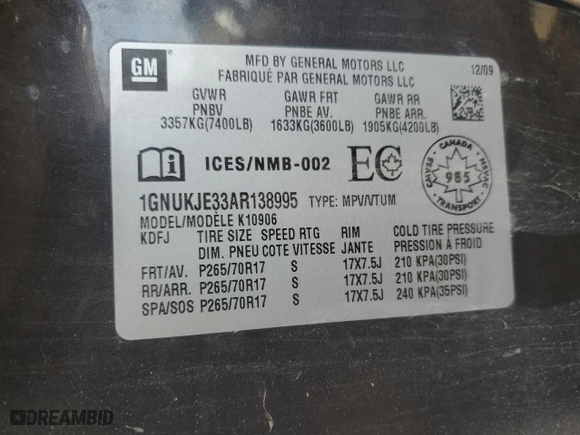 GM
MFD BY GENERAL MOTORS LLC
FABRIQUÉ PAR GENERAL MOTORS LLC
12/09
GVWR GAWR FRT GAWR RR
PNBV PNBE AV. PNBE ARR.
3357KG(7400LB) 1633KG(3600LB) 1905KG(4200LB)
i ICES/NMB-002 EC
CANADA
CMVSS NSVAC
985
1GNUKJE33AR138995 TYPE: MPV/VTUM
MODEL/MODÈLE K10906
KDFJ TIRE SIZE SPEED RTG RIM COLD TIRE PRESSURE
DIM. PNEU COTE VITESSE JANTE PRESSION À FROID
FRT/AV. P265/70R17 S 17X7.5J 210 KPA(30PSI)
RR/ARR. P265/70R17 S 17X7.5J 210 KPA(30PSI)
SPA/SOS P265/70R17 S 17X7.5J 240 KPA(35PSI)
DREAMBID